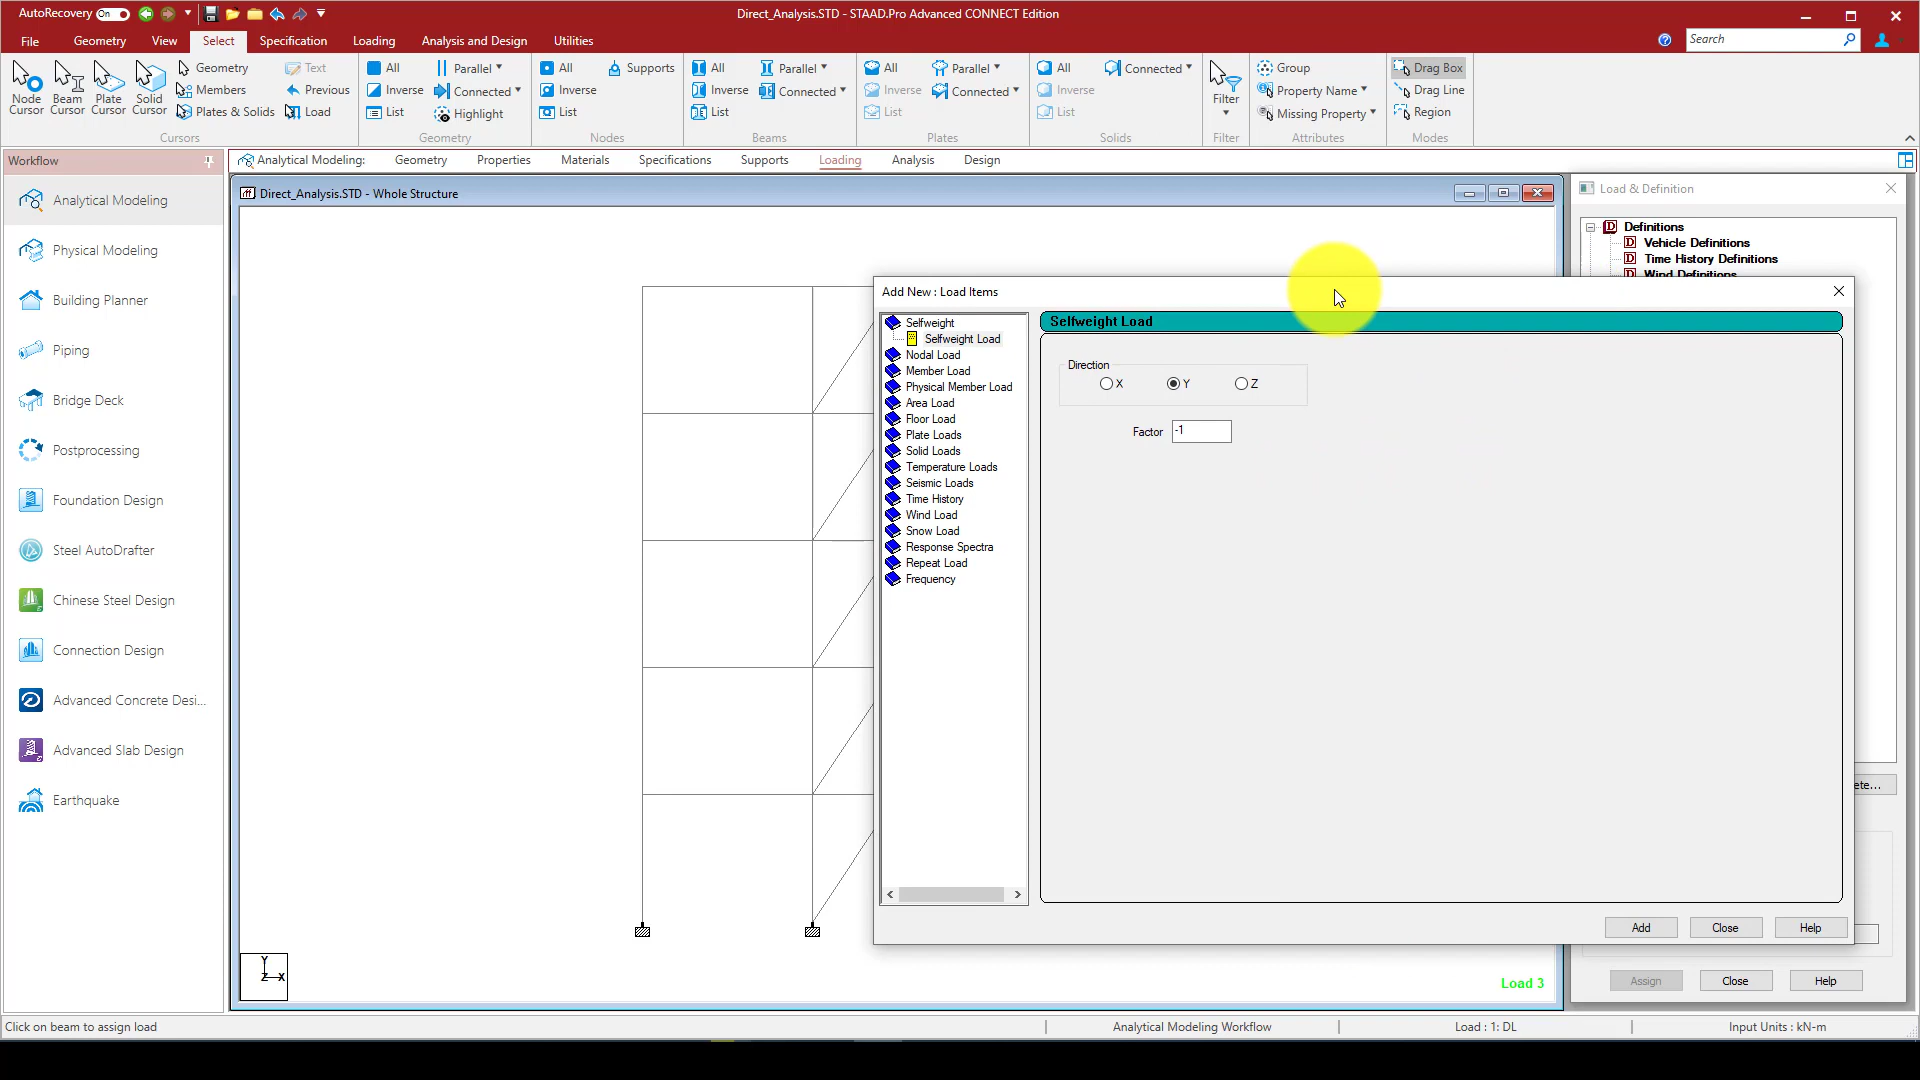 AutoRecovery On
Direct_Analysis.STD - STAAD.Pro Advanced CONNECT Edition
File Geometry View Select Specification Loading Analysis and Design Utilities
Search
Node Cursor
Beam Cursor
Plate Cursor
Solid Cursor
Geometry Text
Members Previous
Plates & Solids Load
Cursors
All Parallel
Inverse Connected
List Highlight
Geometry
All Supports
Inverse
List
Nodes
All Parallel
Inverse Connected
List
Beams
All Parallel
Inverse Connected
List
Plates
All Connected
Inverse
List
Solids
Filter
Filter
Group
Property Name
Missing Property
Attributes
Drag Box
Drag Line
Region
Modes
Workflow
Analytical Modeling: Geometry Properties Materials Specifications Supports Loading Analysis Design
Analytical Modeling
Physical Modeling
Building Planner
Piping
Bridge Deck
Postprocessing
Foundation Design
Steel AutoDrafter
Chinese Steel Design
Connection Design
Advanced Concrete Desi...
Advanced Slab Design
Earthquake
Direct_Analysis.STD - Whole Structure
Y
Z X
Load 3
Load & Definition
Definitions
Vehicle Definitions
Time History Definitions
Wind Definitions
ete...
Assign Close Help
Add New : Load Items
Selfweight
Selfweight Load
Nodal Load
Member Load
Physical Member Load
Area Load
Floor Load
Plate Loads
Solid Loads
Temperature Loads
Seismic Loads
Time History
Wind Load
Snow Load
Response Spectra
Repeat Load
Frequency
Selfweight Load
Direction
X Y Z
Factor -1
Add Close Help
Click on beam to assign load
Analytical Modeling Workflow
Load : 1: DL
Input Units : kN-m